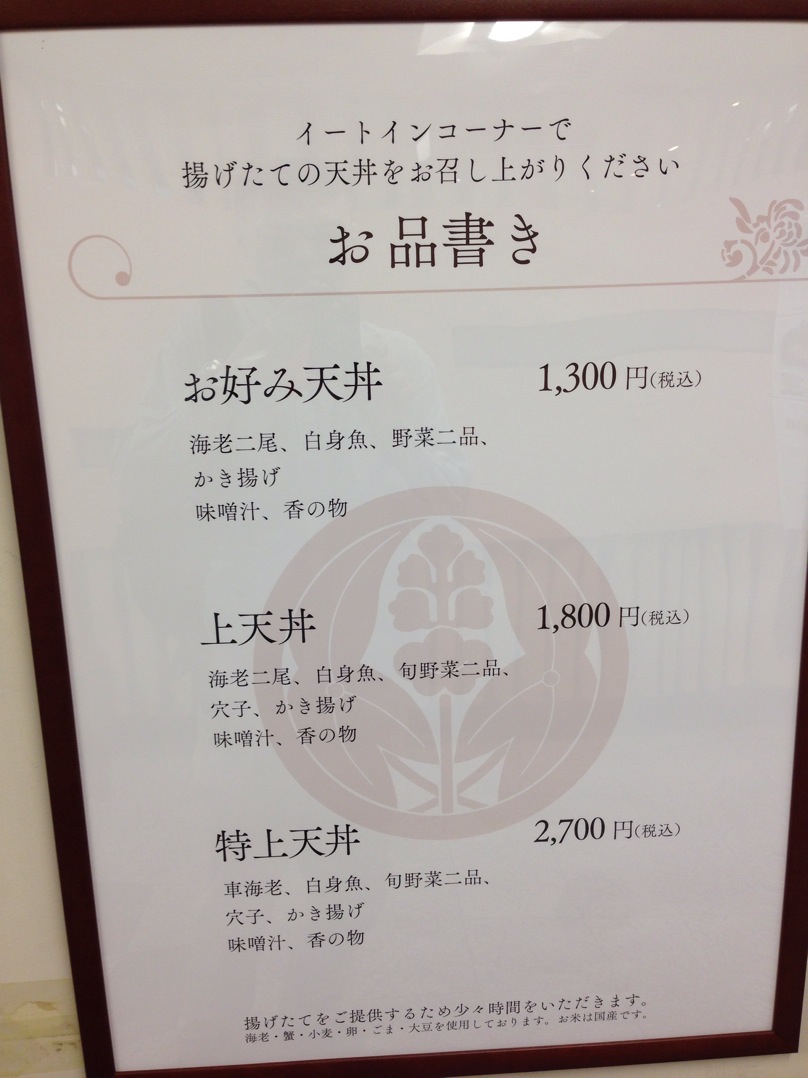 イートインコーナーで
揚げたての天丼をお召し上がりください
お品書き
お好み天丼 1,300円(税込)
海老二尾、白身魚、野菜二品、
かき揚げ
味噌汁、香の物
上天丼 1,800円(税込)
海老二尾、白身魚、旬野菜二品、
穴子、かき揚げ
味噌汁、香の物
特上天丼 2,700円(税込)
車海老、白身魚、旬野菜二品、
穴子、かき揚げ
味噌汁、香の物
揚げたてをご提供するため少々時間をいただきます。
海老・蟹・小麦・卵・ごま・大豆を使用しております。お米は国産です。